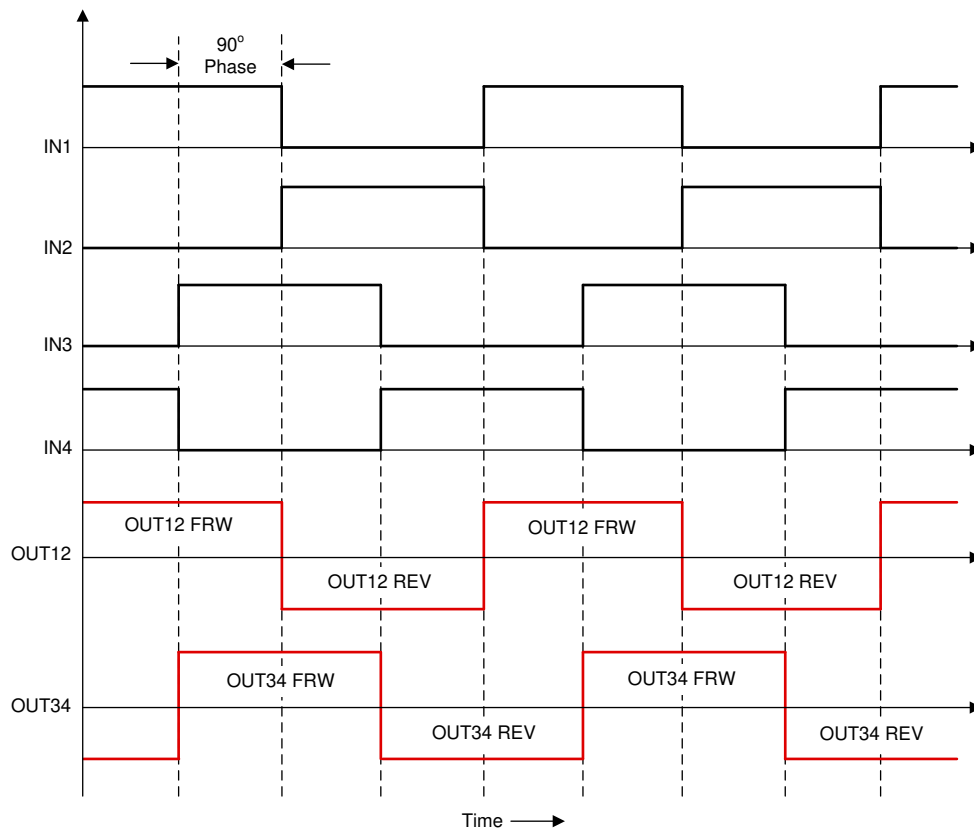 90o
Phase
IN1
IN2
IN3
IN4
OUT12 FRW
OUT12 FRW
OUT12
OUT12 REV
OUT12 REV
OUT34 FRW
OUT34 FRW
OUT34
OUT34 REV
OUT34 REV
Time